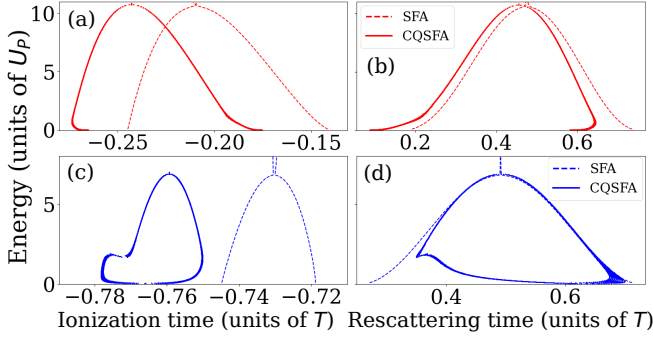 (a)
10
5
0
−0.25
−0.20
−0.15
SFA
CQSFA
(b)
0.2
0.4
0.6
Energy (units of U_P)
(c)
5
0
−0.78
−0.76
−0.74
−0.72
Ionization time (units of T)
(d)
SFA
CQSFA
0.4
0.6
Rescattering time (units of T)